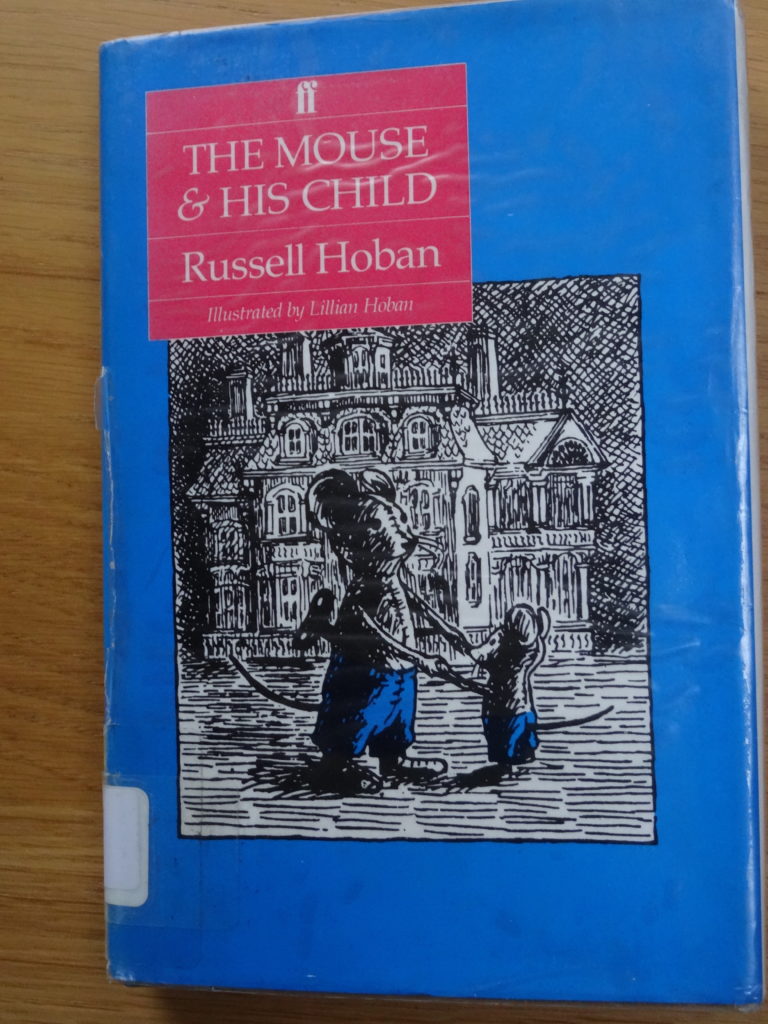 ff
THE MOUSE
& HIS CHILD
Russell Hoban
Illustrated by Lillian Hoban